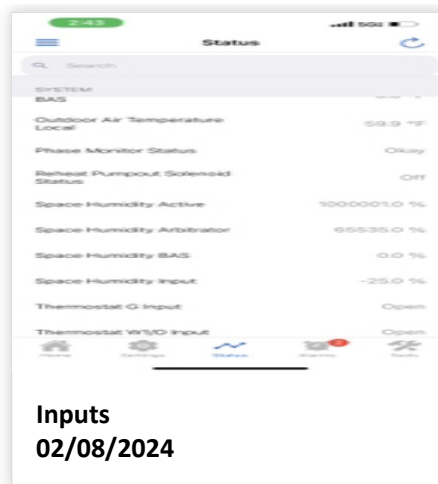 2:43
5GE
Status
Search
SYSTEM
BAS
Outdoor Air Temperature
Local
59.9 °F
Phase Monitor Status
Okay
Reheat Pumpout Solenoid
Status
Off
Space Humidity Active
1000001.0 %
Space Humidity Arbitrator
65535.0 %
Space Humidity BAS
0.0 %
Space Humidity Input
-25.0 %
Thermostat G Input
Open
Thermostat W1/O Input
Open
Home
Settings
Status
Alarms
Tools
Inputs
02/08/2024